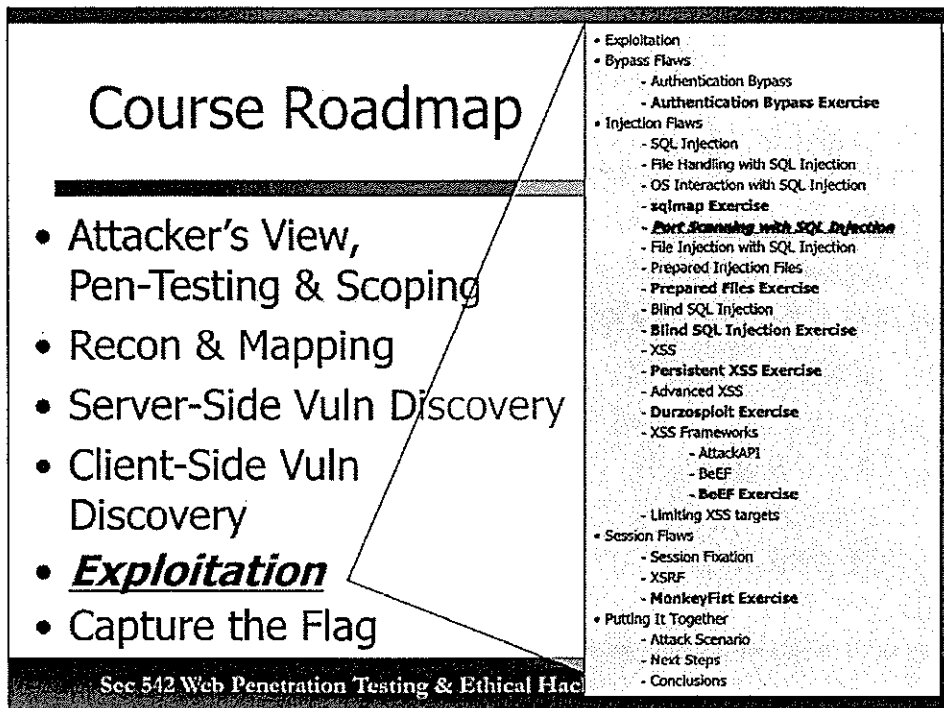 Course Roadmap
• Attacker's View,
Pen-Testing & Scoping
• Recon & Mapping
• Server-Side Vuln Discovery
• Client-Side Vuln
Discovery
• Exploitation
• Capture the Flag
Sec 542 Web Penetration Testing & Ethical Hac
• Exploitation
• Bypass Flaws
- Authentication Bypass
- Authentication Bypass Exercise
• Injection Flaws
- SQL Injection
- File Handling with SQL Injection
- OS Interaction with SQL Injection
- sqlmap Exercise
- Port Scanning with SQL Injection
- File Injection with SQL Injection
- Prepared Injection Files
- Prepared Files Exercise
- Blind SQL Injection
- Blind SQL Injection Exercise
- XSS
- Persistent XSS Exercise
- Advanced XSS
- Durzosploit Exercise
- XSS Frameworks
- AttackAPI
- BeEF
- BeEF Exercise
- Limiting XSS targets
• Session Flaws
- Session Fixation
- XSRF
- MonkeyFist Exercise
• Putting It Together
- Attack Scenario
- Next Steps
- Conclusions